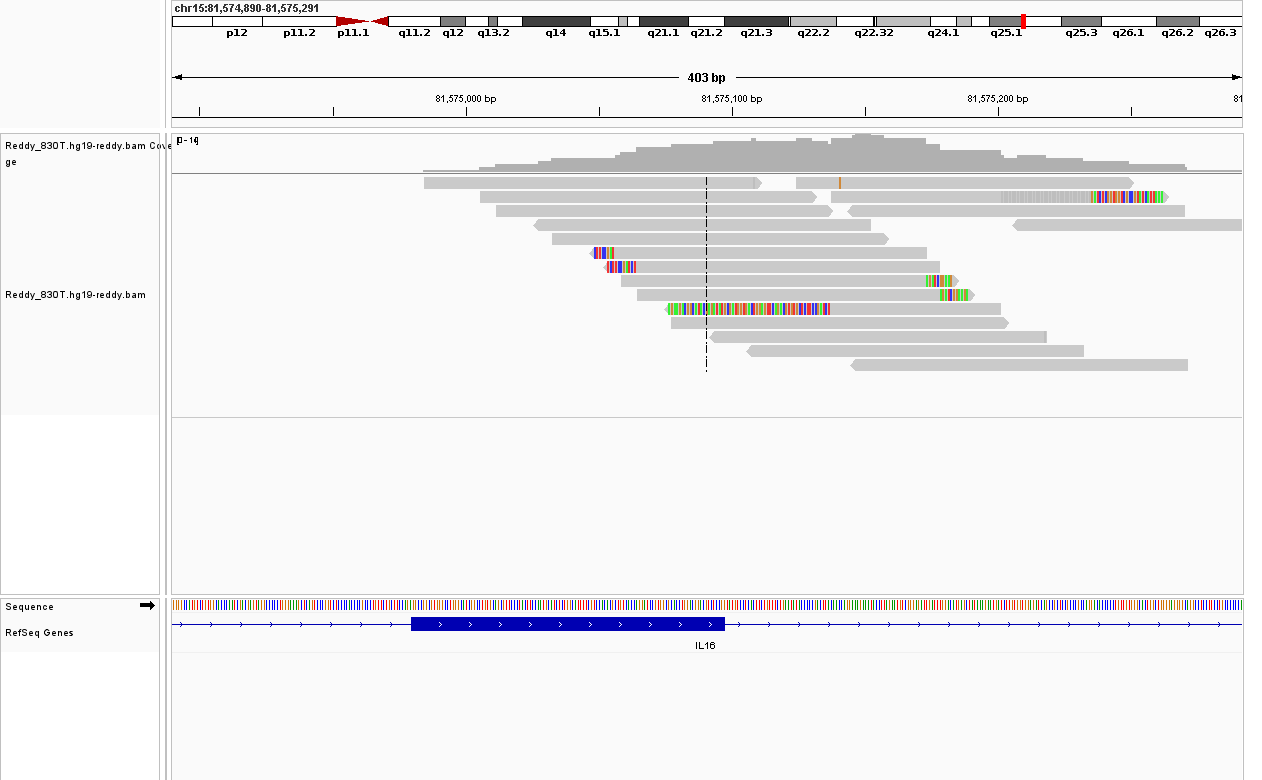 chr15:81,574,890-81,575,291
p12 p11.2 p11.1 q11.2 q12 q13.2 q14 q15.1 q21.1 q21.2 q21.3 q22.2 q22.32 q24.1 q25.1 q25.3 q26.1 q26.2 q26.3
403 bp
81,575,000 bp 81,575,100 bp 81,575,200 bp 81
Reddy_830T.hg19-reddy.bam Cove
ge
Reddy_830T.hg19-reddy.bam
Sequence
RefSeq Genes
IL16